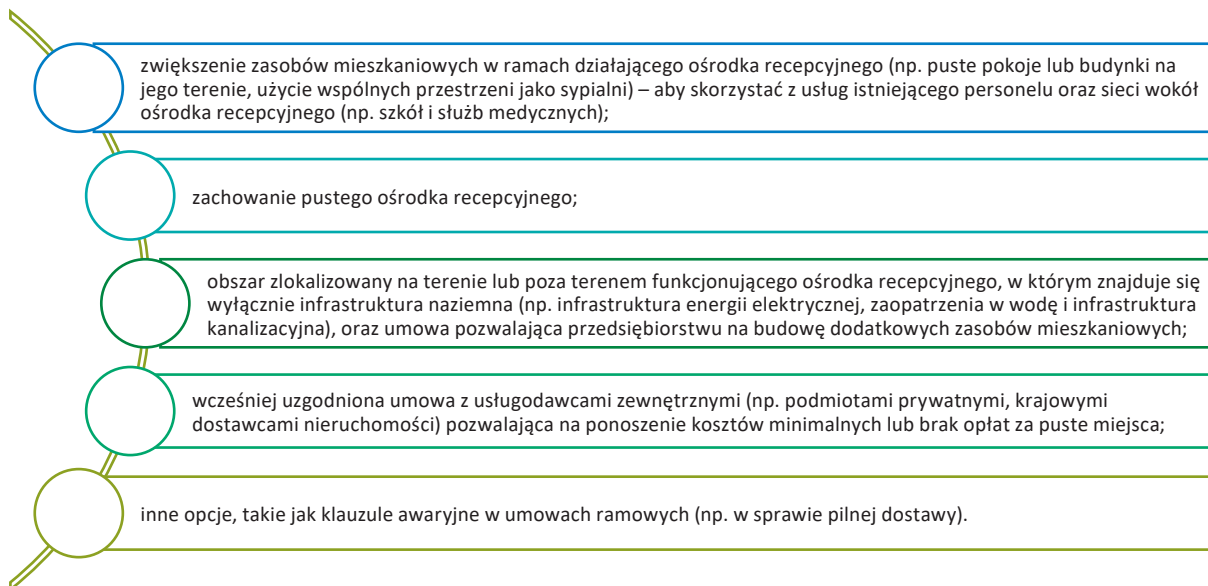 zwiększenie zasobów mieszkaniowych w ramach działającego ośrodka recepcyjnego (np. puste pokoje lub budynki na
jego terenie, użycie wspólnych przestrzeni jako sypialni) – aby skorzystać z usług istniejącego personelu oraz sieci wokół
ośrodka recepcyjnego (np. szkół i służb medycznych);
zachowanie pustego ośrodka recepcyjnego;
obszar zlokalizowany na terenie lub poza terenem funkcjonującego ośrodka recepcyjnego, w którym znajduje się
wyłącznie infrastruktura naziemna (np. infrastruktura energii elektrycznej, zaopatrzenia w wodę i infrastruktura
kanalizacyjna), oraz umowa pozwalająca przedsiębiorstwu na budowę dodatkowych zasobów mieszkaniowych;
wcześniej uzgodniona umowa z usługodawcami zewnętrznymi (np. podmiotami prywatnymi, krajowymi
dostawcami nieruchomości) pozwalająca na ponoszenie kosztów minimalnych lub brak opłat za puste miejsca;
inne opcje, takie jak klauzule awaryjne w umowach ramowych (np. w sprawie pilnej dostawy).